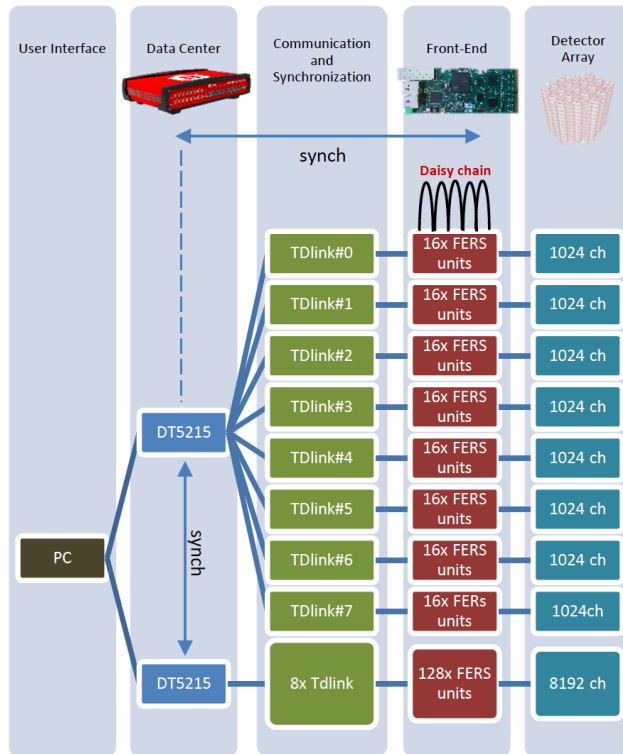 User Interface
Data Center
Communication
and
Synchronization
Front-End
Detector
Array
synch
Daisy chain
TDlink#0
16x FERS
units
1024 ch
TDlink#1
16x FERS
units
1024 ch
TDlink#2
16x FERS
units
1024 ch
TDlink#3
16x FERS
units
1024 ch
DT5215
TDlink#4
16x FERS
units
1024 ch
TDlink#5
16x FERS
units
1024 ch
synch
PC
TDlink#6
16x FERS
units
1024 ch
TDlink#7
16x FERs
units
1024ch
DT5215
8x Tdlink
128x FERS
units
8192 ch